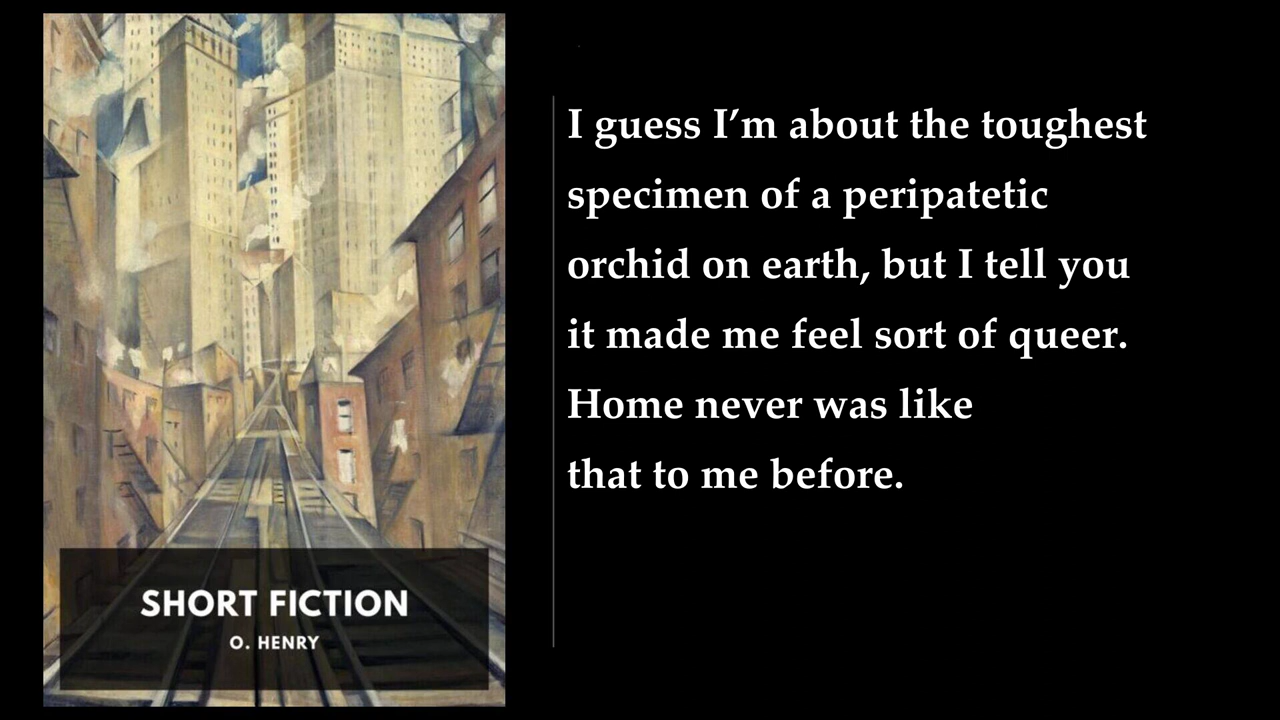 I guess I’m about the toughest
specimen of a peripatetic
orchid on earth, but I tell you
it made me feel sort of queer.
Home never was like
that to me before.
SHORT FICTION
O. HENRY